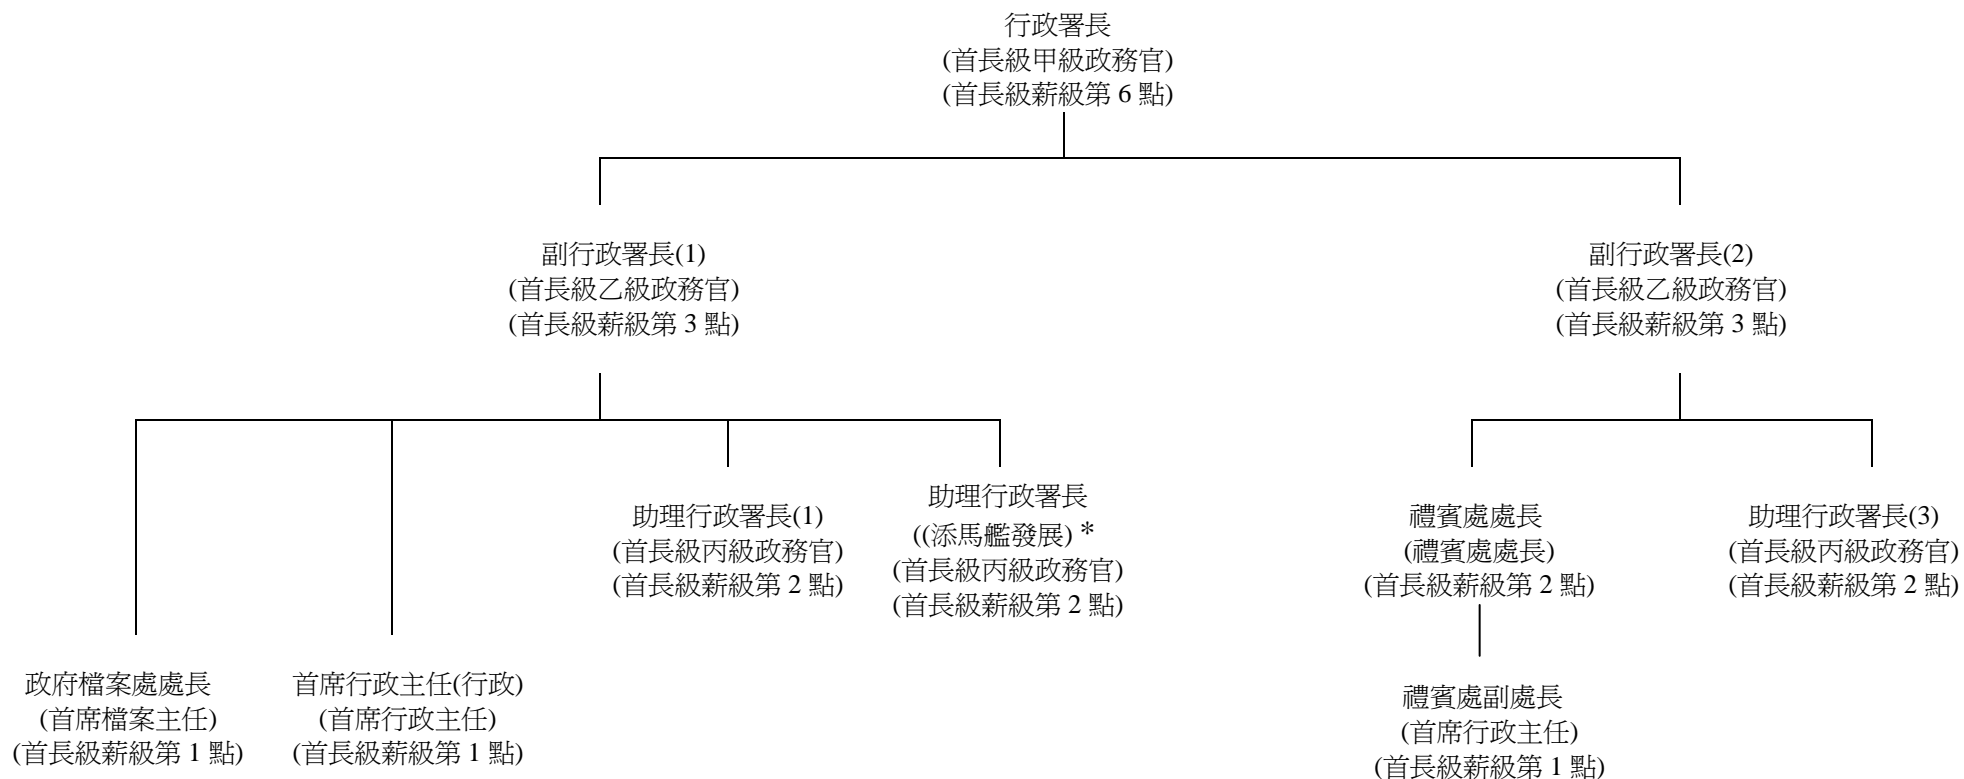 行政署長
(首長級甲級政務官)
(首長級薪級第 6 點)
副行政署長(1)
(首長級乙級政務官)
(首長級薪級第 3 點)
副行政署長(2)
(首長級乙級政務官)
(首長級薪級第 3 點)
助理行政署長(1)
(首長級丙級政務官)
(首長級薪級第 2 點)
助理行政署長
((添馬艦發展) *
(首長級丙級政務官)
(首長級薪級第 2 點)
禮賓處處長
(禮賓處處長)
(首長級薪級第 2 點)
助理行政署長(3)
(首長級丙級政務官)
(首長級薪級第 2 點)
政府檔案處處長
(首席檔案主任)
(首長級薪級第 1 點)
首席行政主任(行政)
(首席行政主任)
(首長級薪級第 1 點)
禮賓處副處長
(首席行政主任)
(首長級薪級第 1 點)